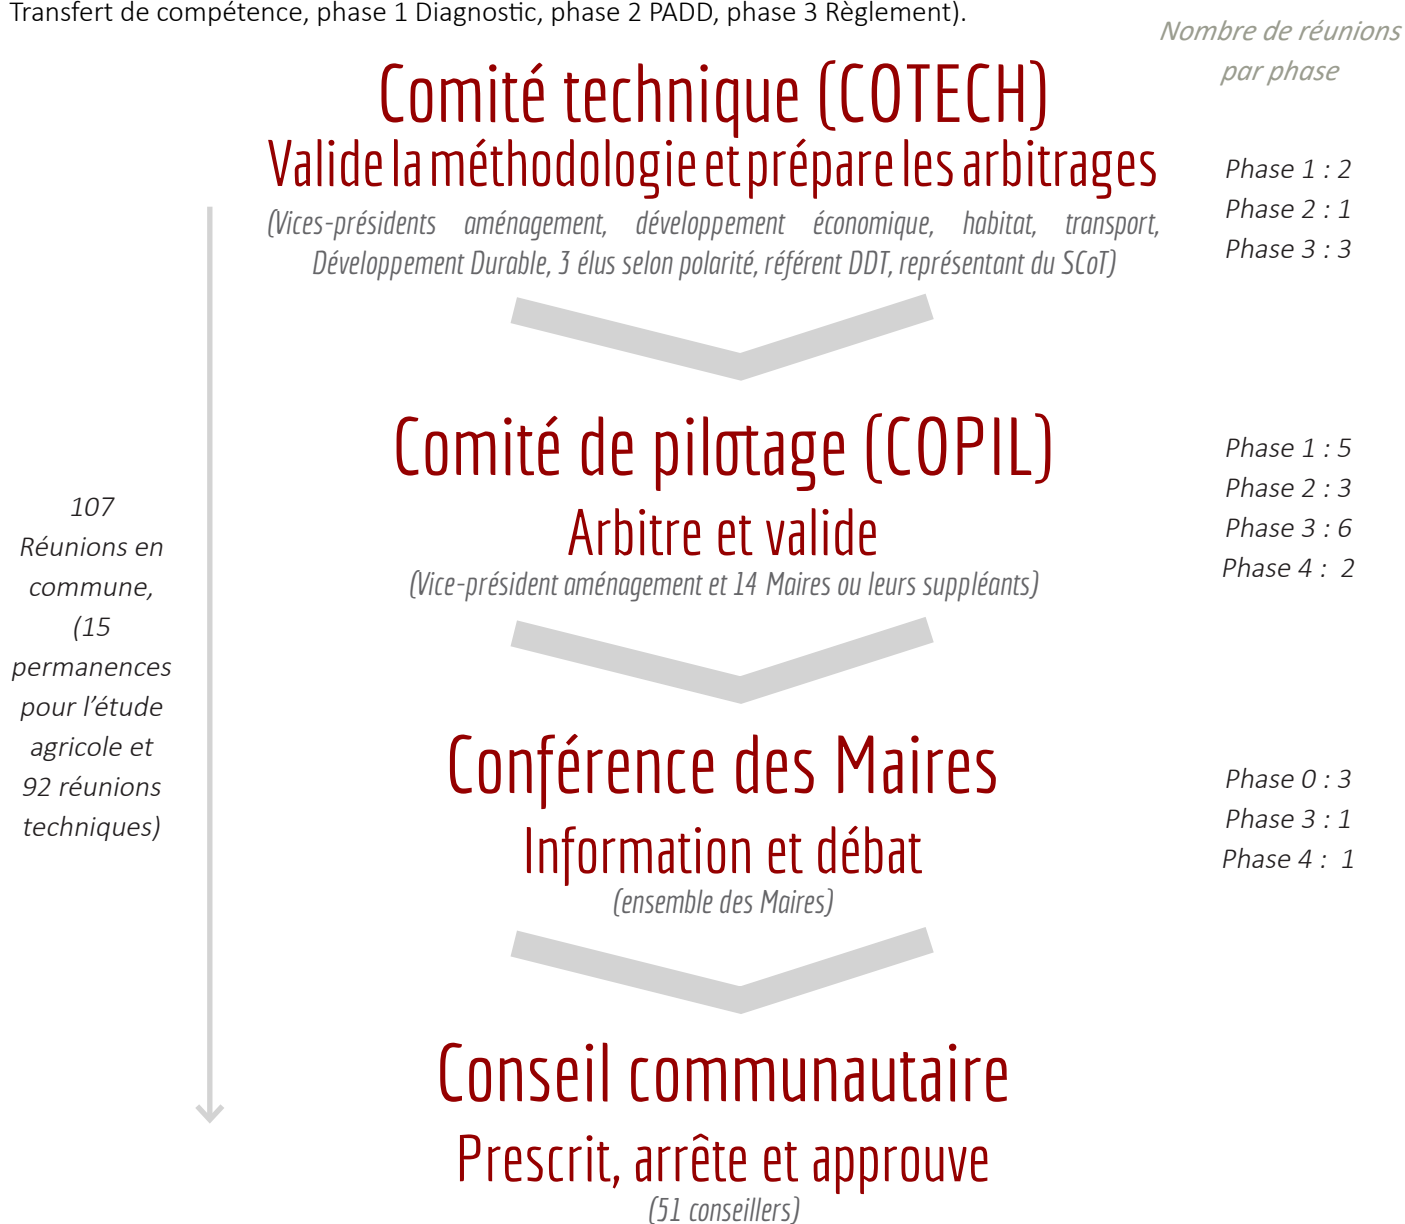 Transfert de compétence, phase 1 Diagnostic, phase 2 PADD, phase 3 Règlement).
Nombre de réunions
par phase
Comité technique (COTECH)
Valide la méthodologie et prépare les arbitrages
(Vices-présidents aménagement, développement économique, habitat, transport,
Développement Durable, 3 élus selon polarité, référent DDT, représentant du SCoT)
Phase 1 : 2
Phase 2 : 1
Phase 3 : 3
Comité de pilotage (COPIL)
Arbitre et valide
(Vice-président aménagement et 14 Maires ou leurs suppléants)
Phase 1 : 5
Phase 2 : 3
Phase 3 : 6
Phase 4 : 2
107
Réunions en
commune,
(15
permanences
pour l’étude
agricole et
92 réunions
techniques)
Conférence des Maires
Information et débat
(ensemble des Maires)
Phase 0 : 3
Phase 3 : 1
Phase 4 : 1
Conseil communautaire
Prescrit, arrête et approuve
(51 conseillers)